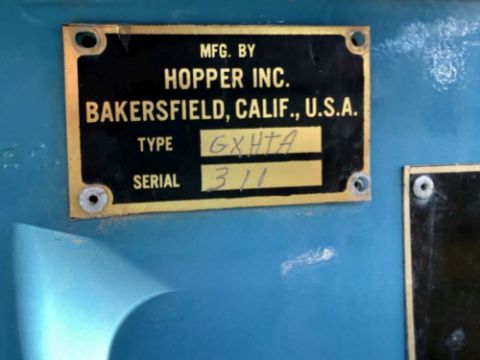 MFG. BY
HOPPER INC.
BAKERSFIELD, CALIF., U.S.A.
TYPE GXHTA
SERIAL 311